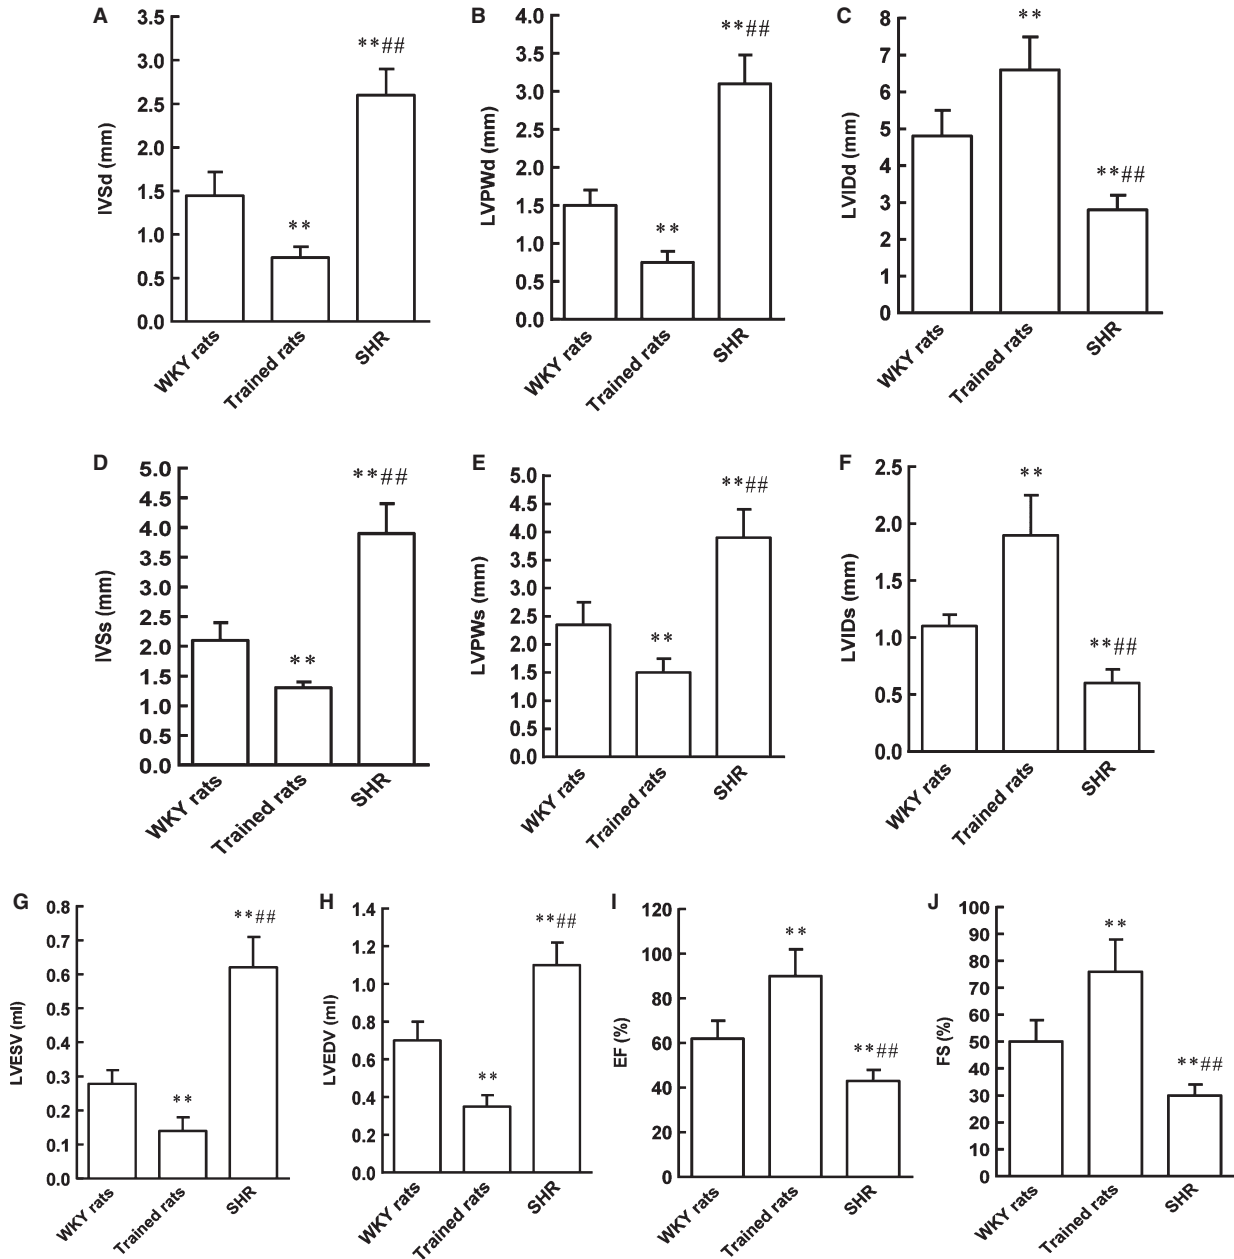 A
IVSd (mm)
3.5
3.0
2.5
2.0
1.5
1.0
0.5
0.0
**
**##
WKY rats
Trained rats
SHR
B
LVPWd (mm)
4.0
3.5
3.0
2.5
2.0
1.5
1.0
0.5
0.0
**
**##
WKY rats
Trained rats
SHR
C
LVIDd (mm)
8
7
6
5
4
3
2
1
0
**
**##
WKY rats
Trained rats
SHR
D
IVSs (mm)
5.0
4.5
4.0
3.5
3.0
2.5
2.0
1.5
1.0
0.5
0.0
**
**##
WKY rats
Trained rats
SHR
E
LVPWs (mm)
5.0
4.5
4.0
3.5
3.0
2.5
2.0
1.5
1.0
0.5
0.0
**
**##
WKY rats
Trained rats
SHR
F
LVIDs (mm)
2.5
2.0
1.5
1.0
0.5
0.0
**
**##
WKY rats
Trained rats
SHR
G
LVESV (ml)
0.8
0.7
0.6
0.5
0.4
0.3
0.2
0.1
0.0
**
**##
WKY rats
Trained rats
SHR
H
LVEDV (ml)
1.4
1.2
1.0
0.8
0.6
0.4
0.2
0.0
**
**##
WKY rats
Trained rats
SHR
I
EF (%)
120
100
80
60
40
20
0
**
**##
WKY rats
Trained rats
SHR
J
FS (%)
100
90
80
70
60
50
40
30
20
10
0
**
**##
WKY rats
Trained rats
SHR